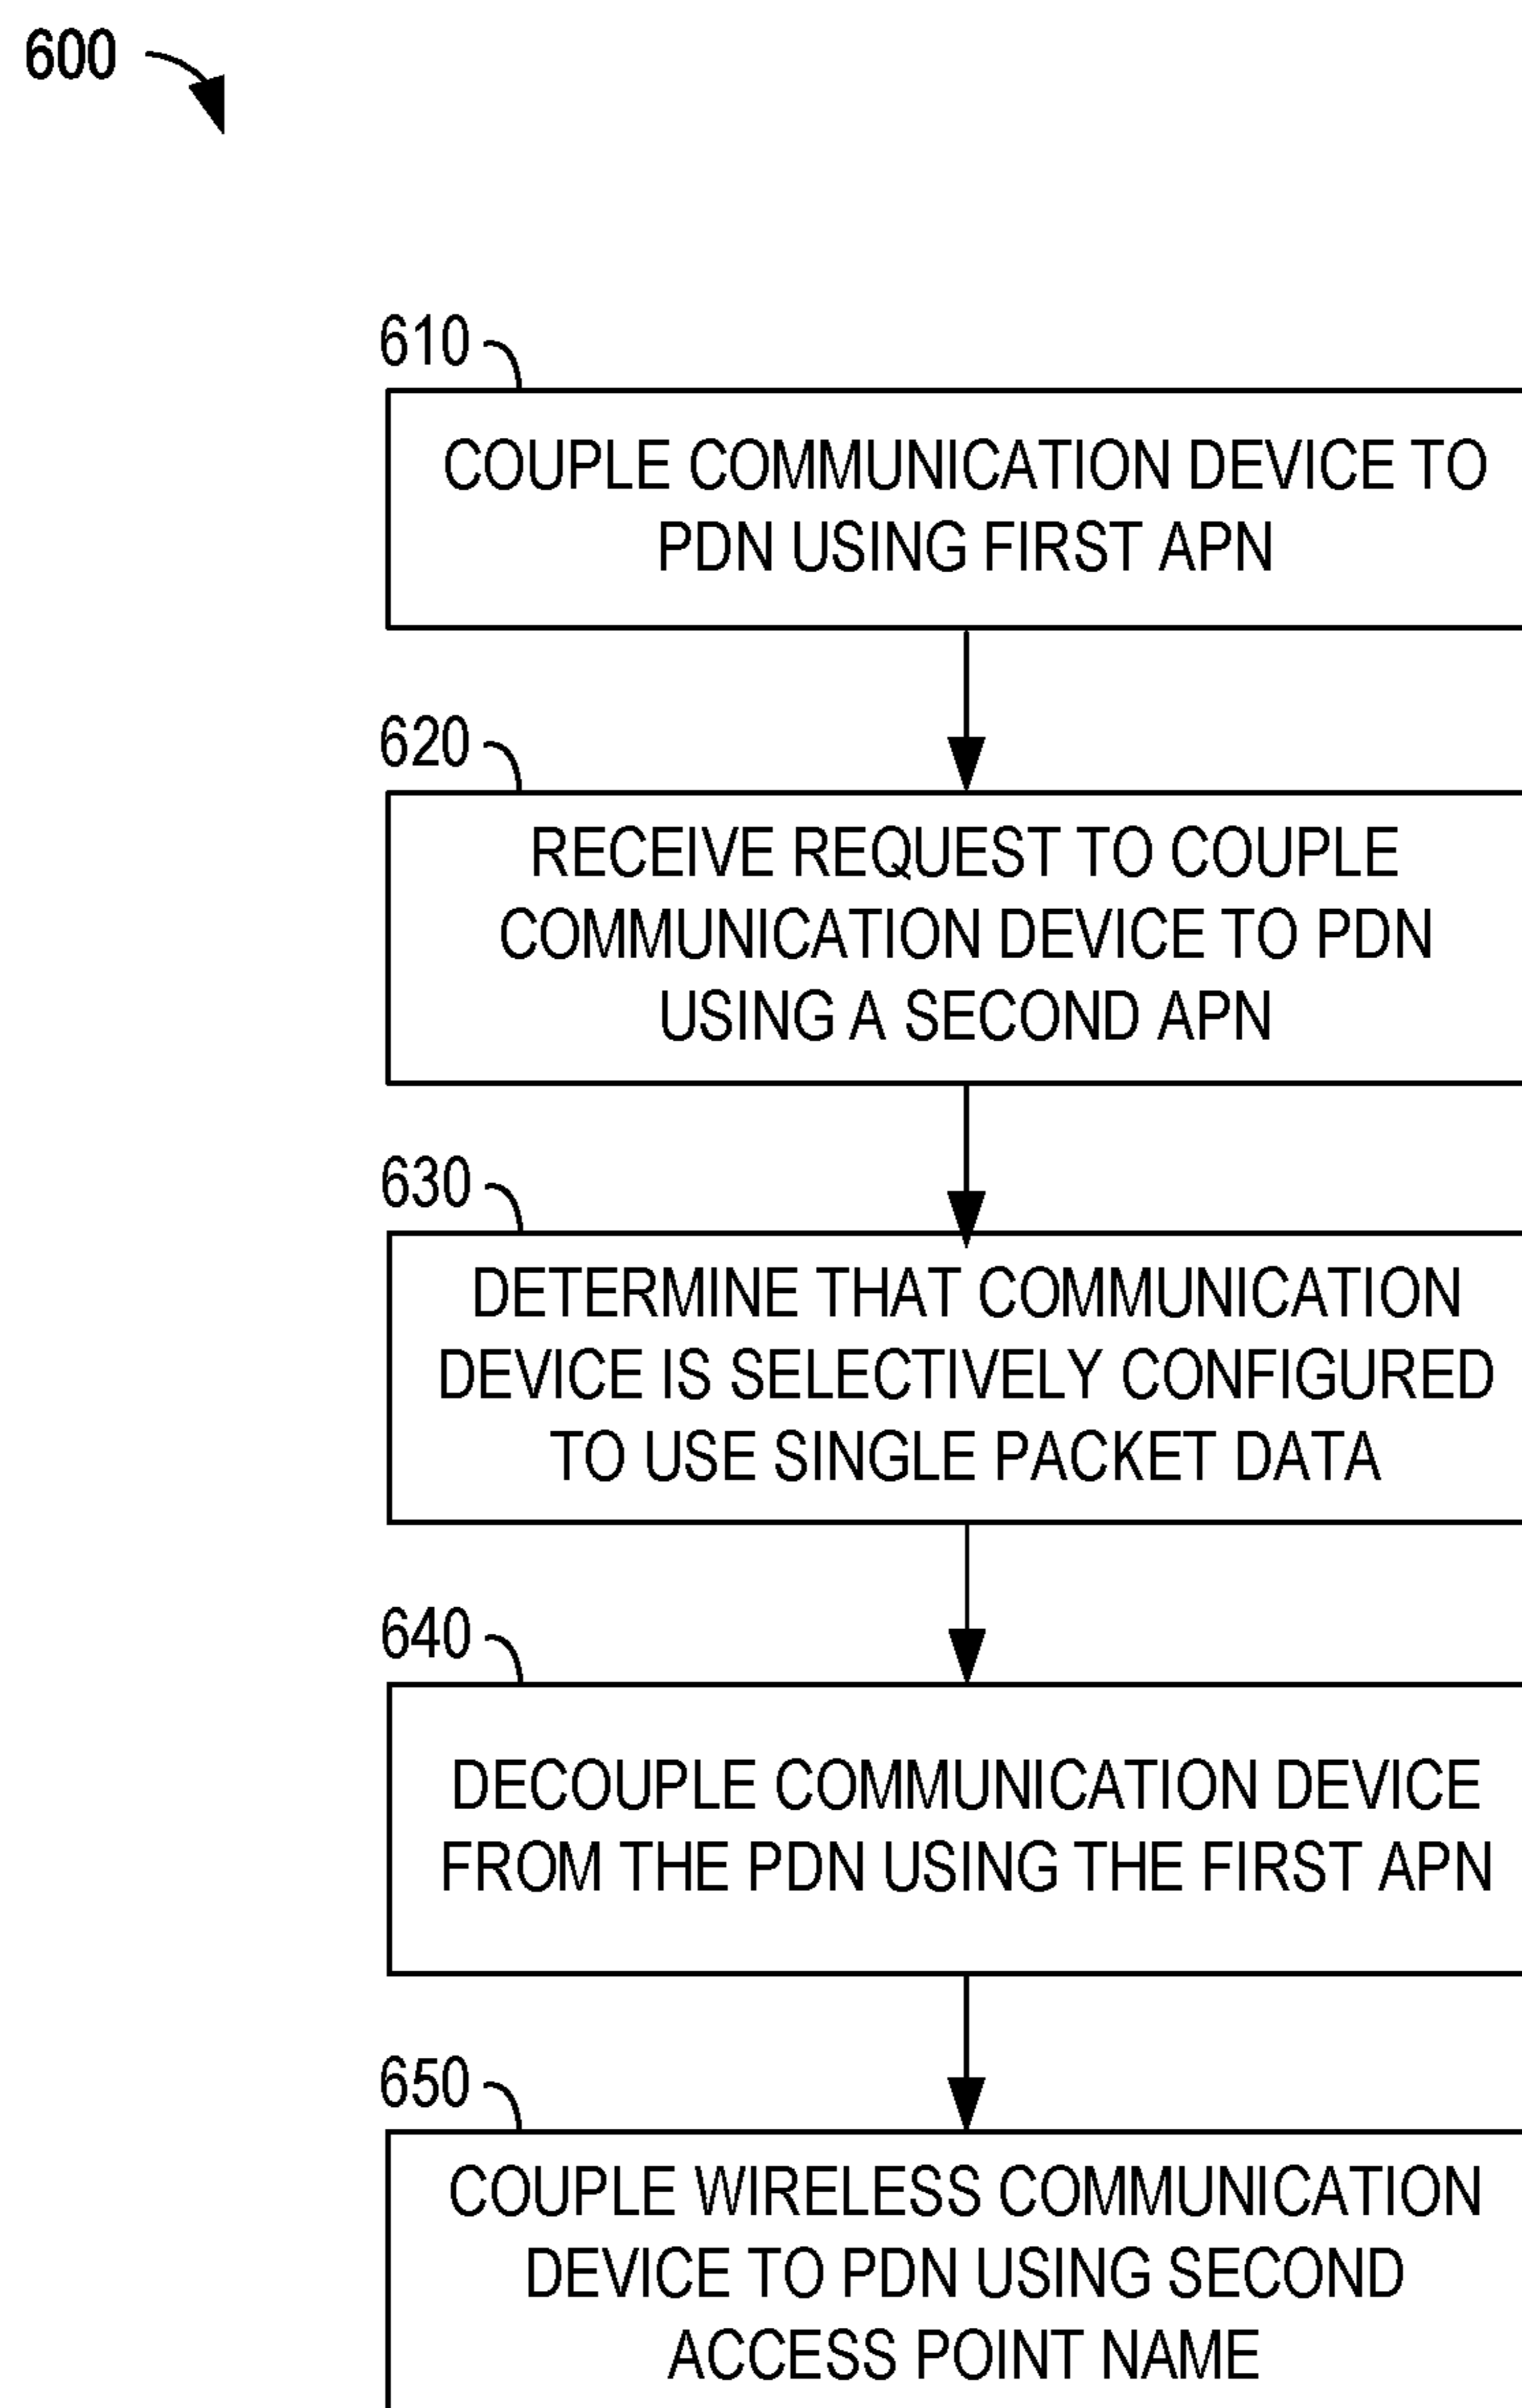 600
610
COUPLE COMMUNICATION DEVICE TO
PDN USING FIRST APN
620
RECEIVE REQUEST TO COUPLE
COMMUNICATION DEVICE TO PDN
USING A SECOND APN
630
DETERMINE THAT COMMUNICATION
DEVICE IS SELECTIVELY CONFIGURED
TO USE SINGLE PACKET DATA
640
DECOUPLE COMMUNICATION DEVICE
FROM THE PDN USING THE FIRST APN
650
COUPLE WIRELESS COMMUNICATION
DEVICE TO PDN USING SECOND
ACCESS POINT NAME